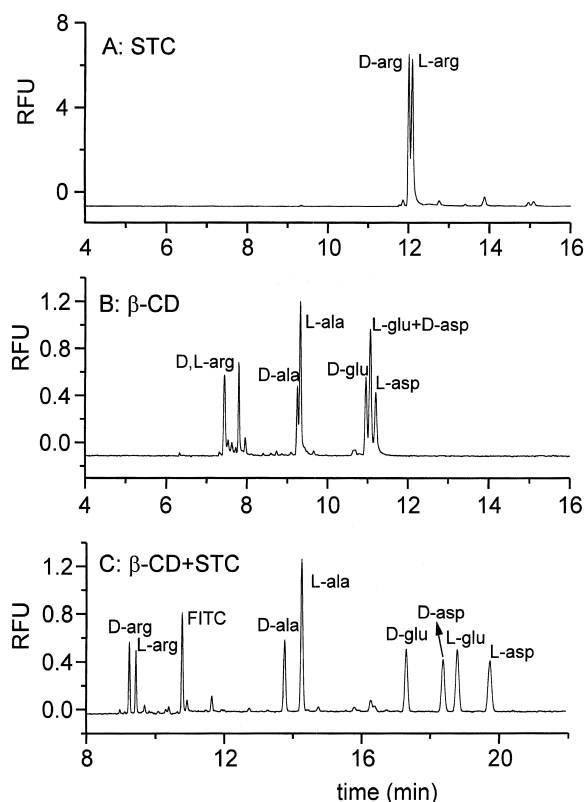 A: STC
D-arg
L-arg
RFU
8
6
4
2
0
4 6 8 10 12 14 16
B: β-CD
L-ala
L-glu+D-asp
D,L-arg
D-ala
D-glu
L-asp
RFU
1.2
0.8
0.4
0.0
4 6 8 10 12 14 16
C: β-CD+STC
L-ala
D-arg
FITC
D-asp
L-arg
D-ala
D-glu
L-glu
L-asp
RFU
1.2
0.8
0.4
0.0
8 12 16 20
time (min)